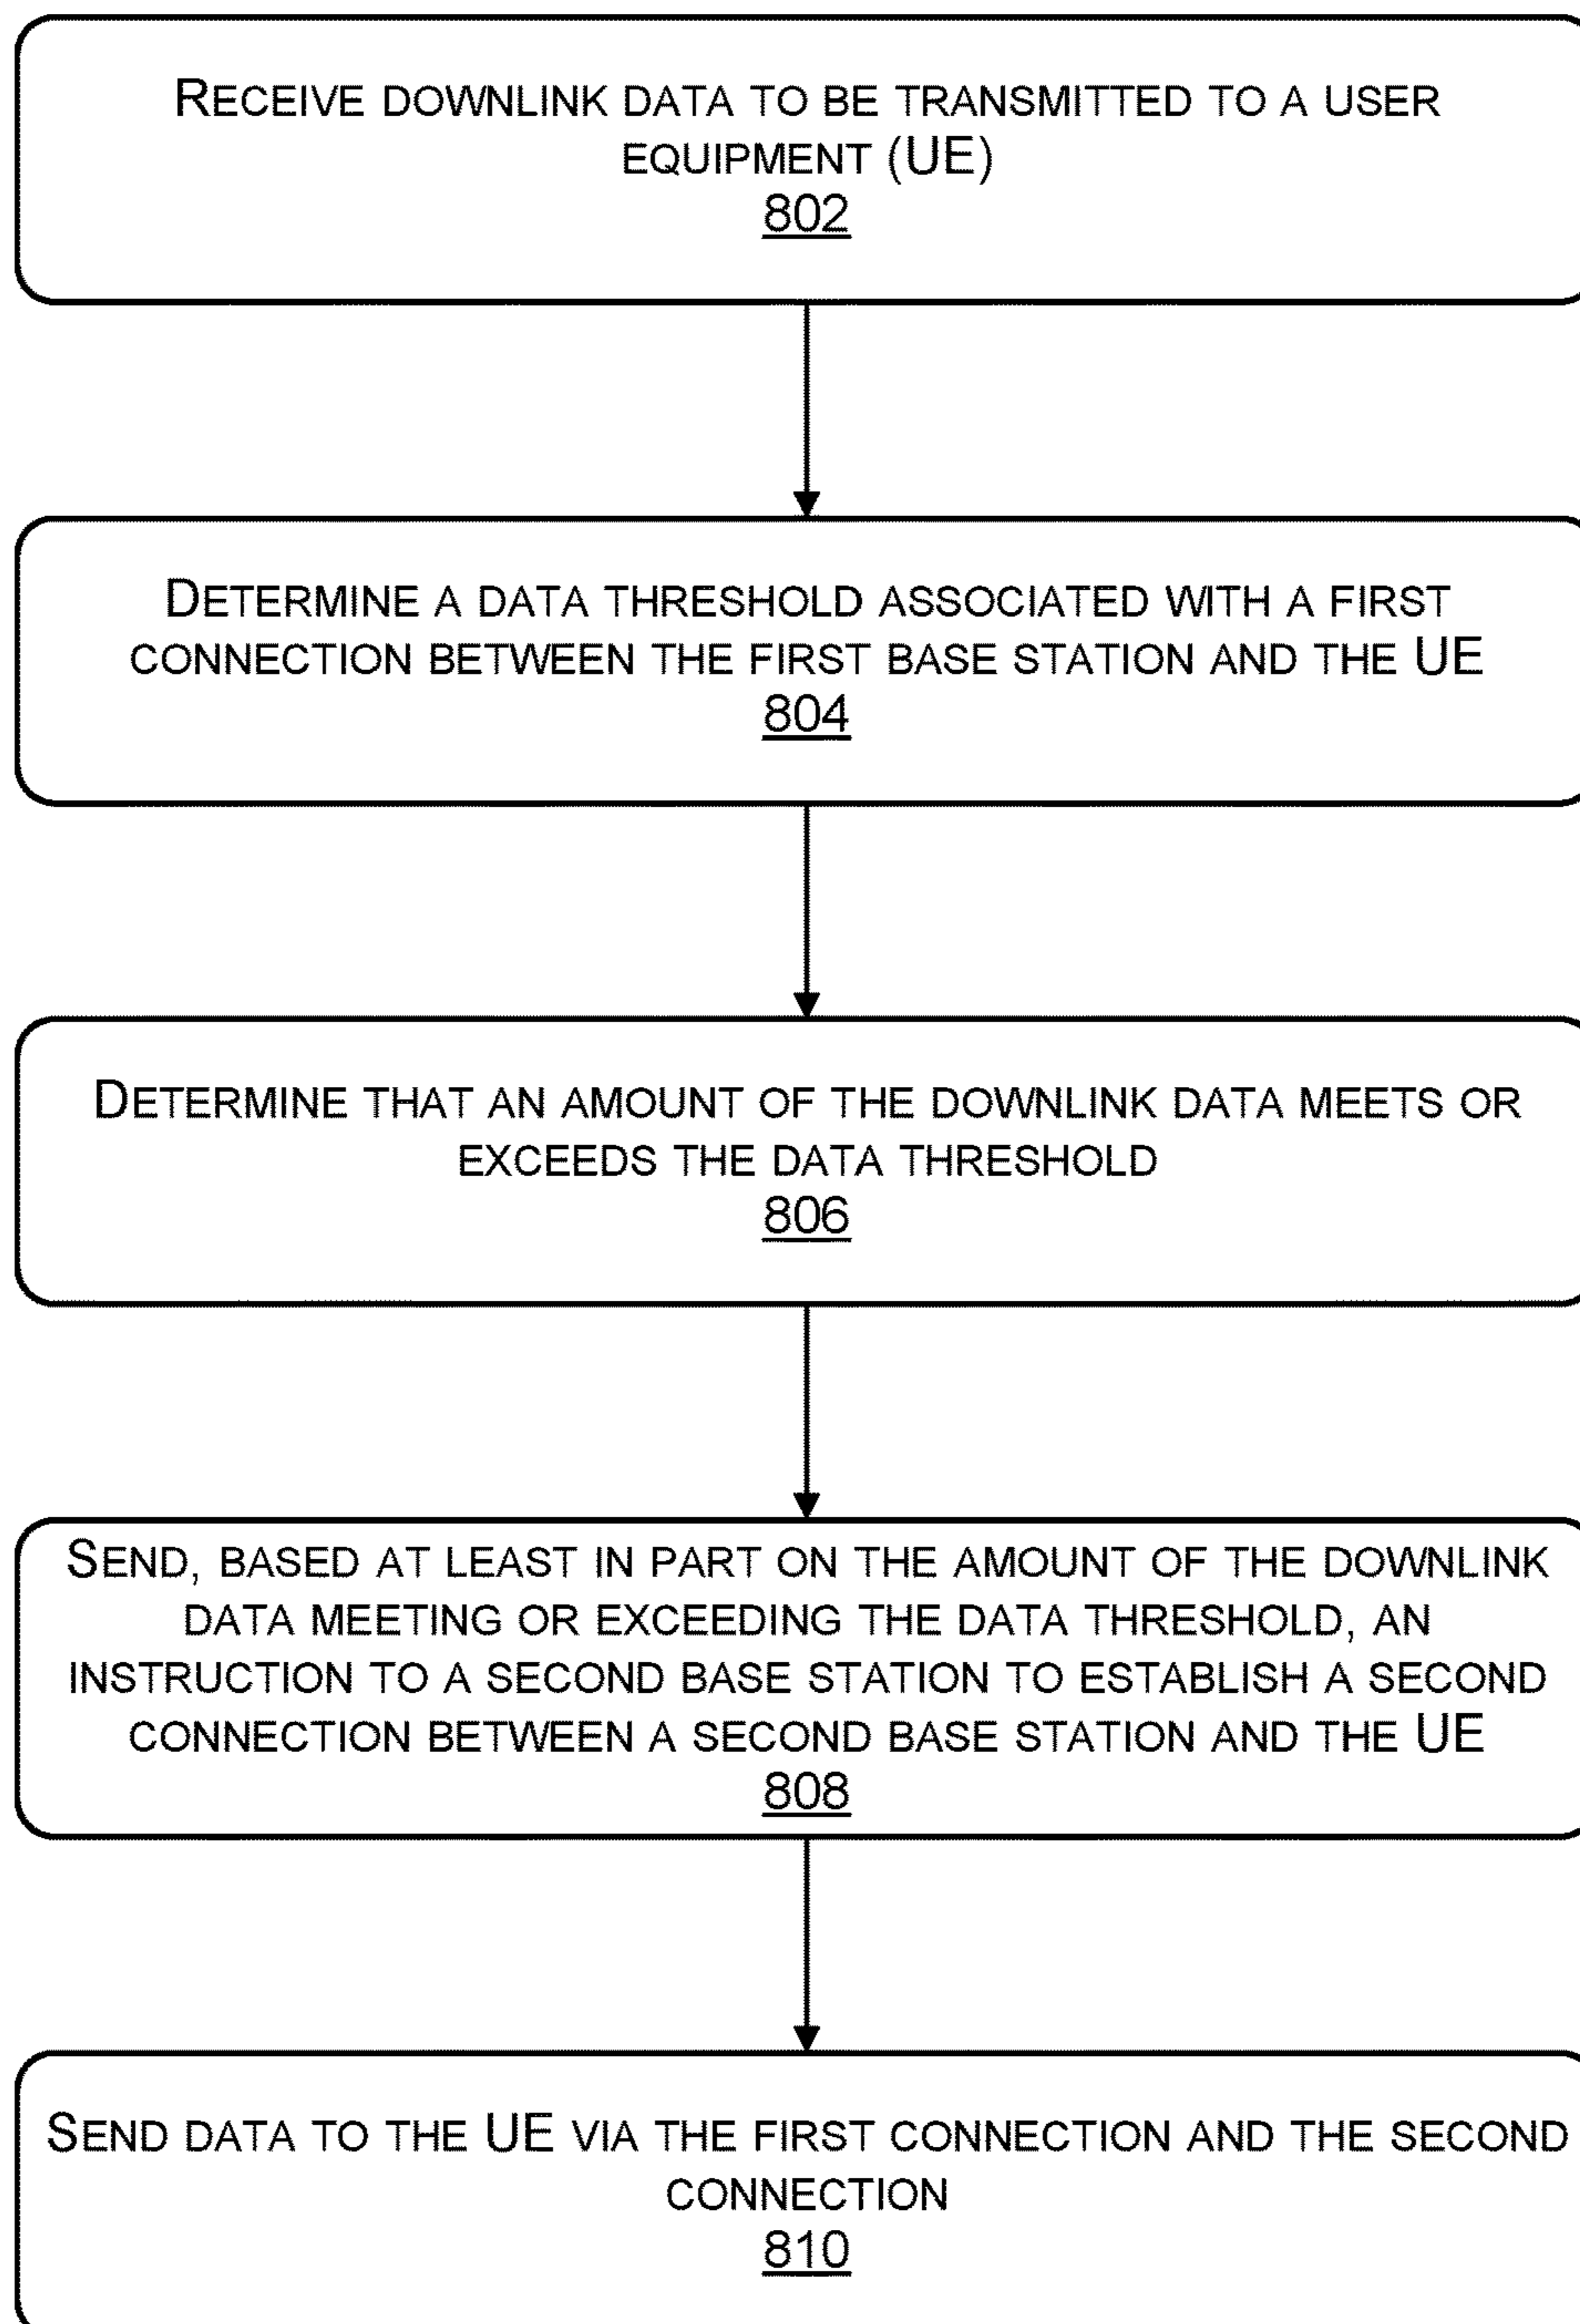 RECEIVE DOWNLINK DATA TO BE TRANSMITTED TO A USER
EQUIPMENT (UE)
802
DETERMINE A DATA THRESHOLD ASSOCIATED WITH A FIRST
CONNECTION BETWEEN THE FIRST BASE STATION AND THE UE
804
DETERMINE THAT AN AMOUNT OF THE DOWNLINK DATA MEETS OR
EXCEEDS THE DATA THRESHOLD
806
SEND, BASED AT LEAST IN PART ON THE AMOUNT OF THE DOWNLINK
DATA MEETING OR EXCEEDING THE DATA THRESHOLD, AN
INSTRUCTION TO A SECOND BASE STATION TO ESTABLISH A SECOND
CONNECTION BETWEEN A SECOND BASE STATION AND THE UE
808
SEND DATA TO THE UE VIA THE FIRST CONNECTION AND THE SECOND
CONNECTION
810